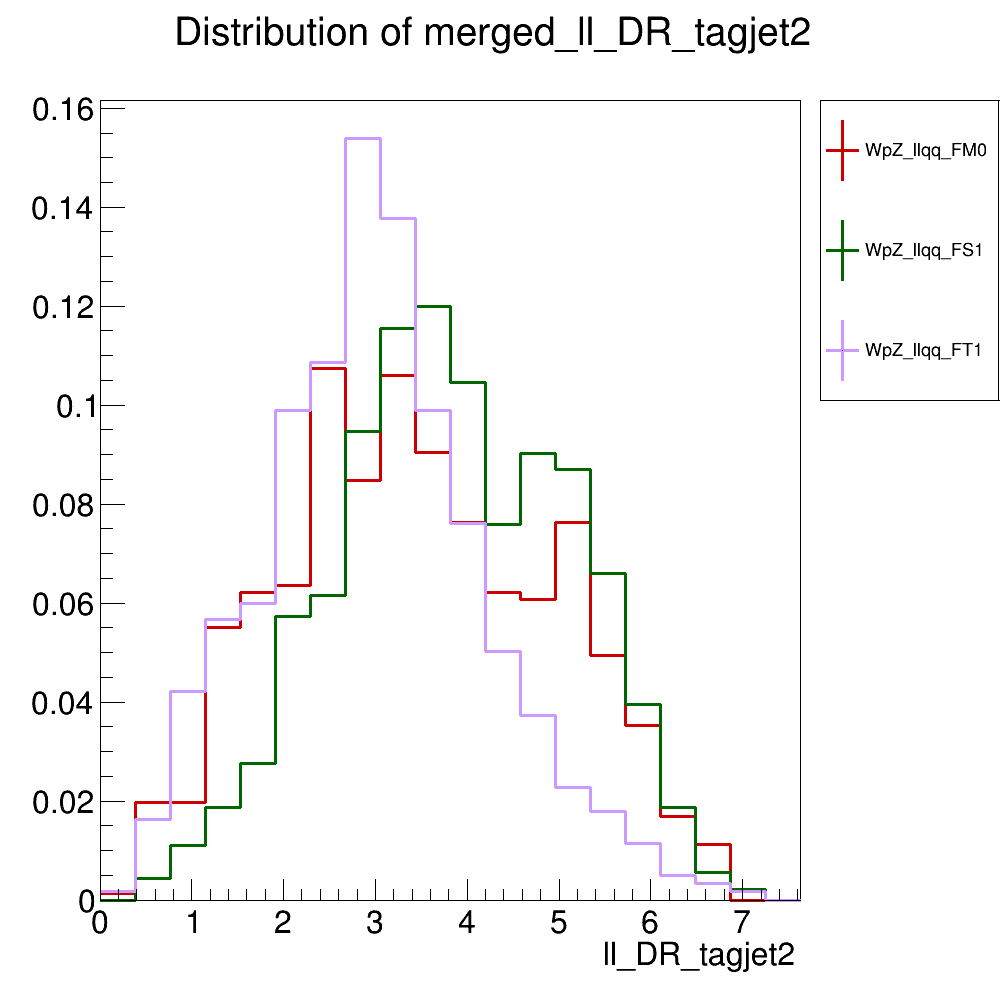 Distribution of merged_ll_DR_tagjet2
0.16
0.14
0.12
0.1
0.08
0.06
0.04
0.02
0
0 1 2 3 4 5 6 7
ll_DR_tagjet2
WpZ_llqq_FM0
WpZ_llqq_FS1
WpZ_llqq_FT1